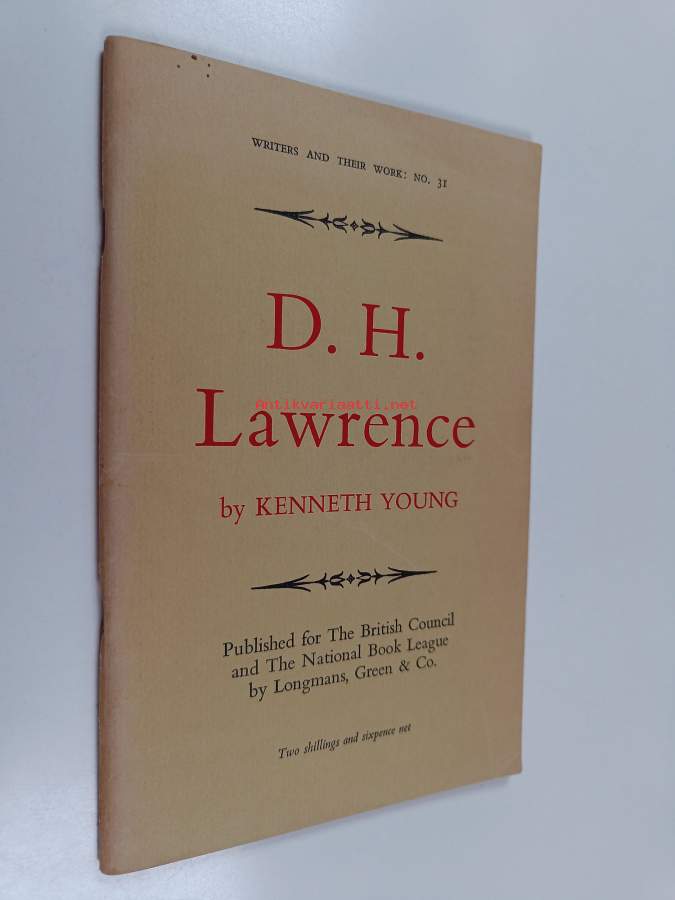 WRITERS AND THEIR WORK: NO. 31
D. H.
Antikvariaatti.net
Lawrence
by KENNETH YOUNG
Published for The British Council
and The National Book League
by Longmans, Green & Co.
Two shillings and sixpence net